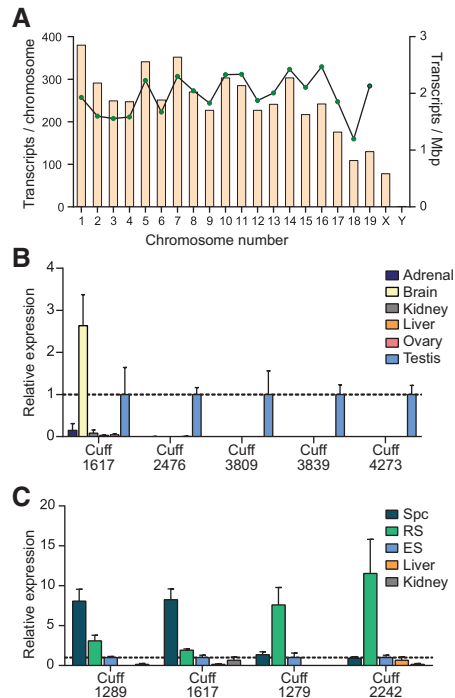 A
Transcripts / chromosome
400
300
200
100
0
3
2
1
0
Transcripts / Mbp
1 2 3 4 5 6 7 8 9 10 11 12 13 14 15 16 17 18 19 X Y
Chromosome number
B
Relative expression
4
3
2
1
0
Adrenal
Brain
Kidney
Liver
Ovary
Testis
Cuff Cuff Cuff Cuff Cuff
1617 2476 3809 3839 4273
C
Relative expression
20
15
10
5
0
Spc
RS
ES
Liver
Kidney
Cuff Cuff Cuff Cuff
1289 1617 1279 2242